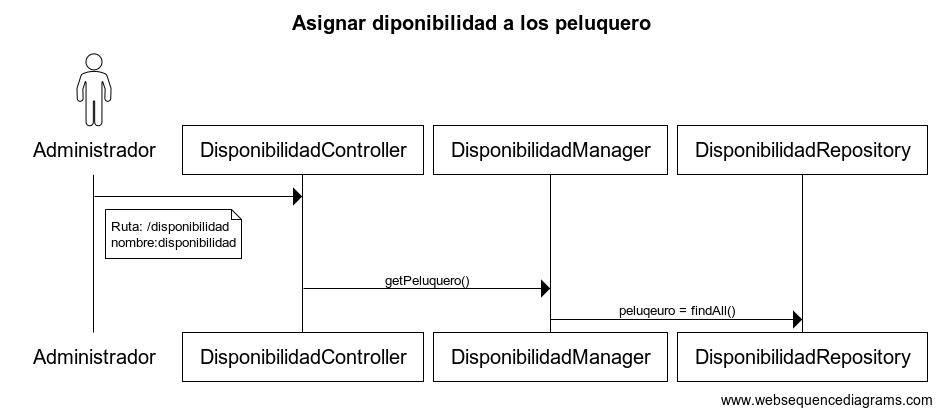 Asignar diponibilidad a los peluquero
Administrador
DisponibilidadController
DisponibilidadManager
DisponibilidadRepository
Ruta: /disponibilidad
nombre:disponibilidad
getPeluquero()
peluqeuro = findAll()
Administrador
DisponibilidadController
DisponibilidadManager
DisponibilidadRepository
www.websequencediagrams.com